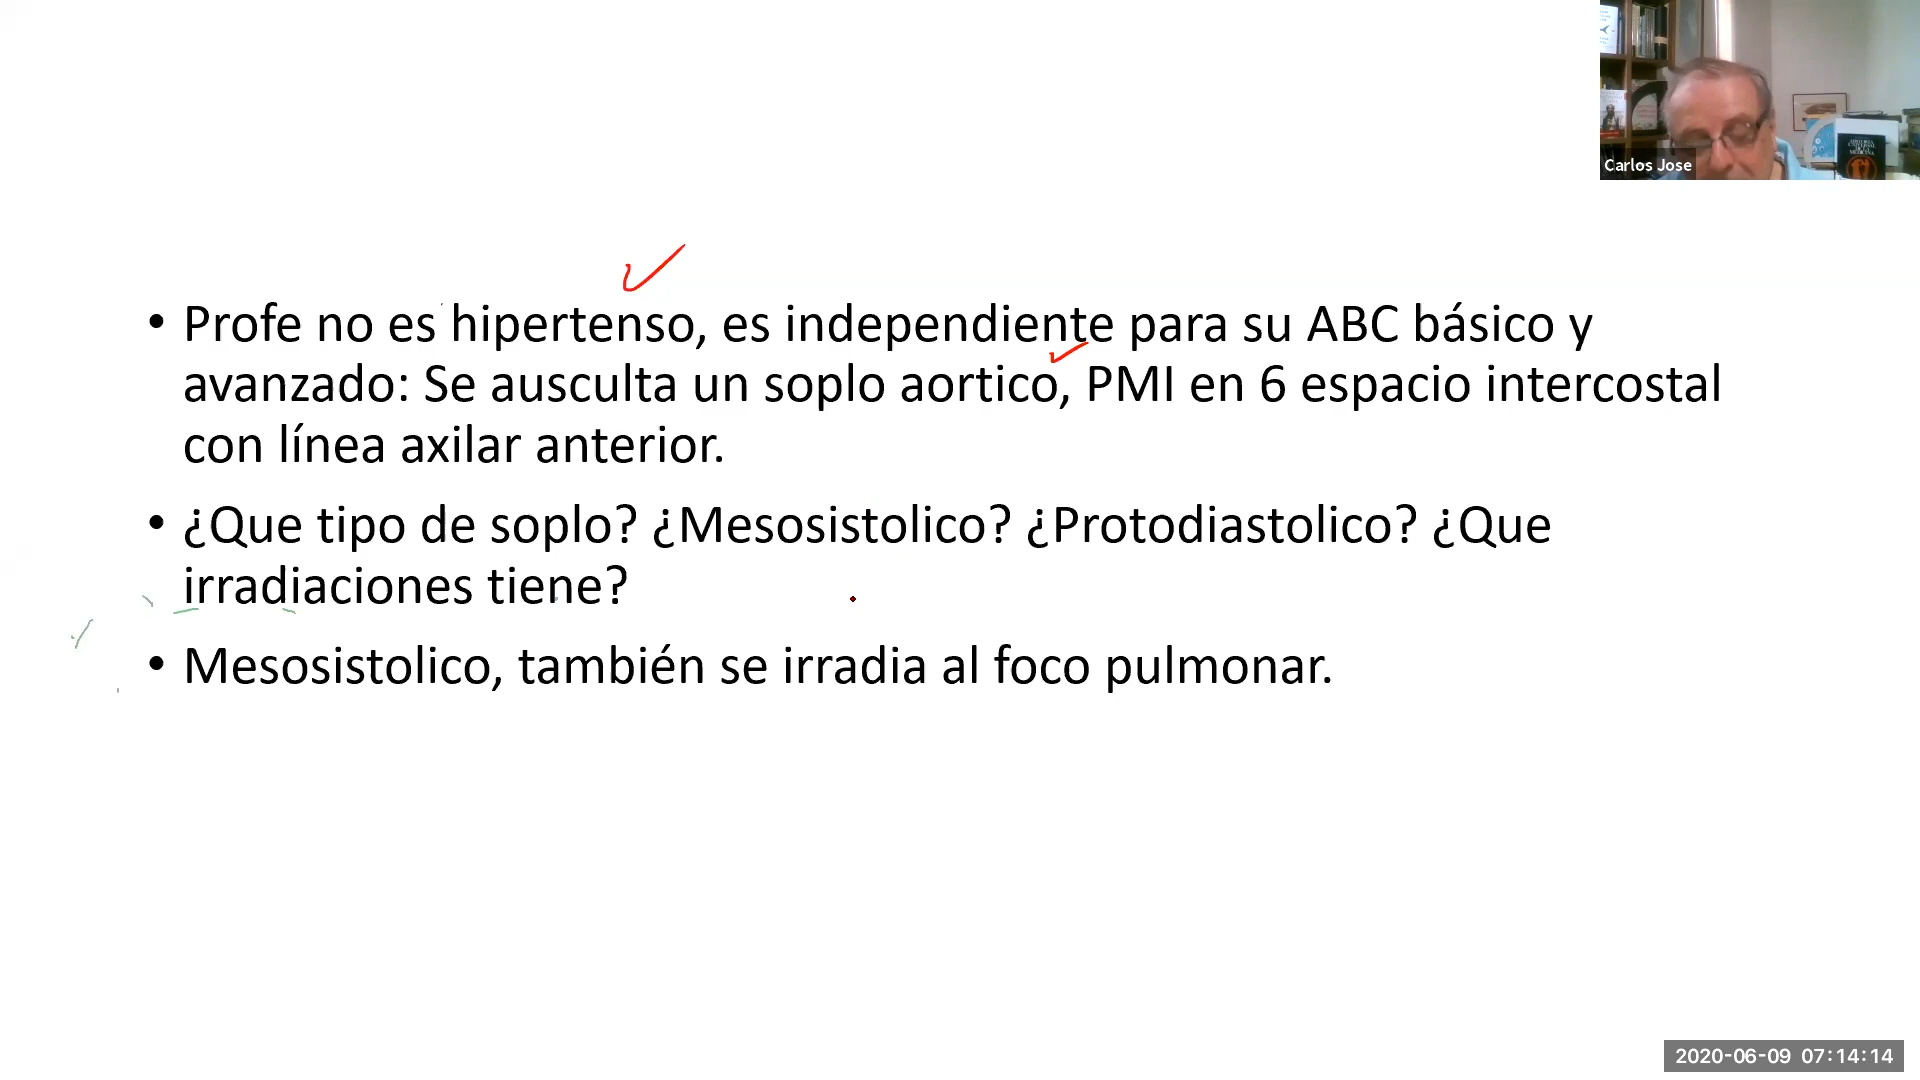 Carlos Jose
• Profe no es hipertenso, es independiente para su ABC básico y
avanzado: Se ausculta un soplo aortico, PMI en 6 espacio intercostal
con línea axilar anterior.
• ¿Que tipo de soplo? ¿Mesosistolico? ¿Protodiastolico? ¿Que
irradiaciones tiene?
• Mesosistolico, también se irradia al foco pulmonar.
2020-06-09 07:14:14